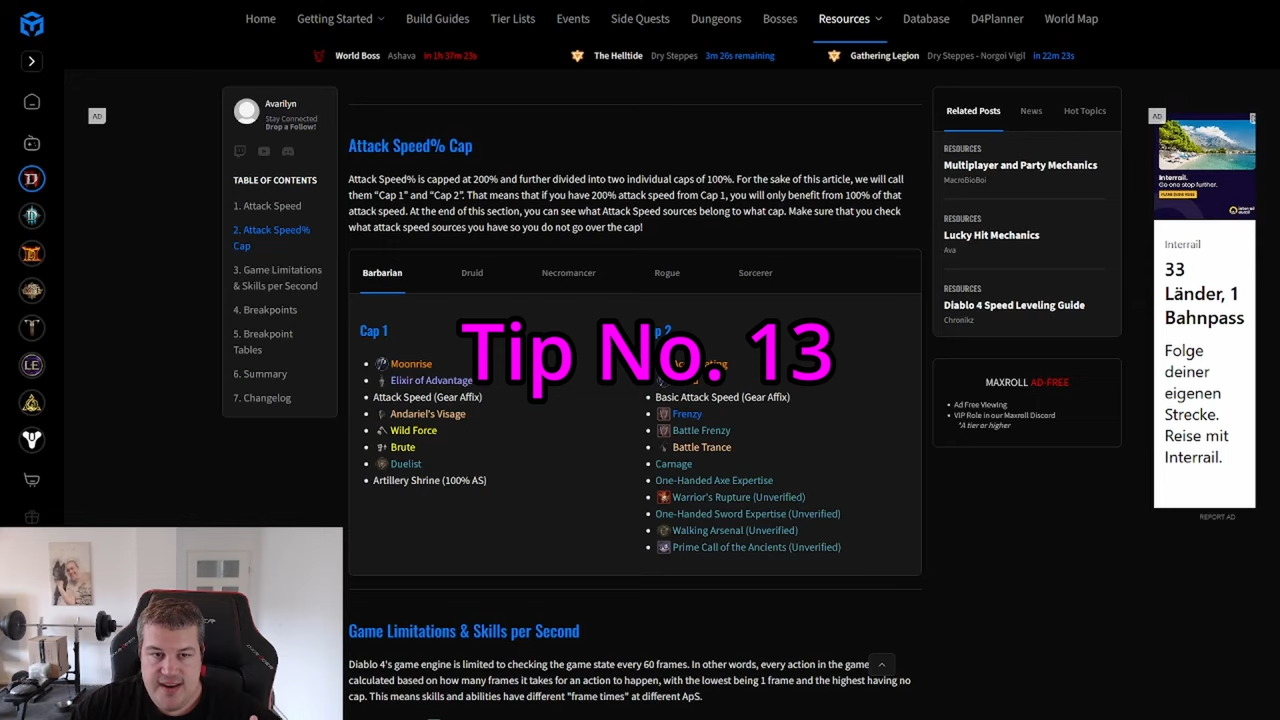 Home
Getting Started
Build Guides
Tier Lists
Events
Side Quests
Dungeons
Bosses
Resources
Database
D4Planner
World Map
World Boss Ashava in 1h 37m 23s
The Helltide Dry Steppes 3m 26s remaining
Gathering Legion Dry Steppes - Norgoi Vigil in 22m 23s
AD
Avarilyn
Stay Connected
Drop a Follow!
TABLE OF CONTENTS
1. Attack Speed
2. Attack Speed%
Cap
3. Game Limitations
& Skills per Second
4. Breakpoints
5. Breakpoint
Tables
6. Summary
7. Changelog
Attack Speed% Cap
Attack Speed% is capped at 200% and further divided into two individual caps of 100%. For the sake of this article, we will call
them “Cap 1” and “Cap 2”. That means that if you have 200% attack speed from Cap 1, you will only benefit from 100% of that
attack speed. At the end of this section, you can see what Attack Speed sources belong to what cap. Make sure that you check
what attack speed sources you have so you do not go over the cap!
Barbarian
Druid
Necromancer
Rogue
Sorcerer
Tip No. 13
Cap 1
Moonrise
Elixir of Advantage
Attack Speed (Gear Affix)
Andariel's Visage
Wild Force
Brute
Duelist
Artillery Shrine (100% AS)
2
Basic Attack Speed (Gear Affix)
Frenzy
Battle Frenzy
Battle Trance
Carnage
One-Handed Axe Expertise
Warrior's Rupture (Unverified)
One-Handed Sword Expertise (Unverified)
Walking Arsenal (Unverified)
Prime Call of the Ancients (Unverified)
Game Limitations & Skills per Second
Diablo 4's game engine is limited to checking the game state every 60 frames. In other words, every action in the game
calculated based on how many frames it takes for an action to happen, with the lowest being 1 frame and the highest having no
cap. This means skills and abilities have different "frame times" at different ApS.
Related Posts
News
Hot Topics
RESOURCES
Multiplayer and Party Mechanics
MacroBioBoi
RESOURCES
Lucky Hit Mechanics
Ava
RESOURCES
Diablo 4 Speed Leveling Guide
Chronikz
MAXROLL AD-FREE
Ad Free Viewing
VIP Role in our Maxroll Discord
*A tier or higher
AD
Interrail.
Go one step further.
Interrail
33
Länder, 1
Bahnpass
Folge
deiner
eigenen
Strecke.
Reise mit
Interrail.
REPORT AD